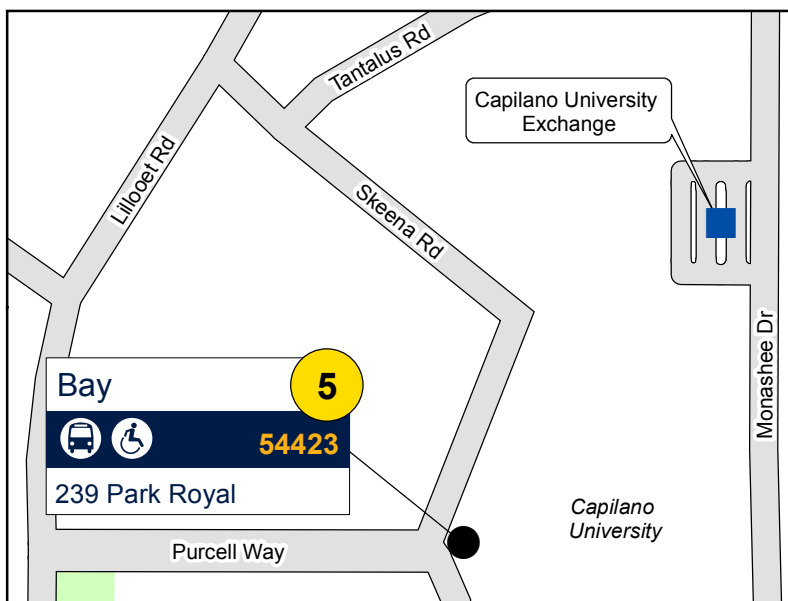 Tantalus Rd
Capilano University
Exchange
Lillooet Rd
Skeena Rd
Monashee Dr
Bay
5
54423
239 Park Royal
Capilano
University
Purcell Way